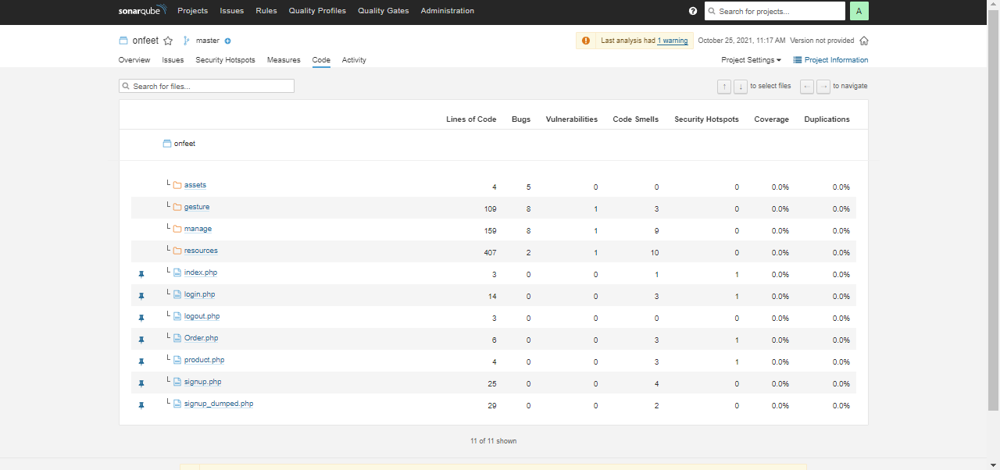 sonarqube Projects Issues Rules Quality Profiles Quality Gates Administration ? Search for projects... A
onfeet master Last analysis had 1 warning October 25, 2021, 11:17 AM Version not provided
Overview Issues Security Hotspots Measures Code Activity Project Settings Project Information
Search for files... ↑ ↓ to select files ← → to navigate
Lines of Code Bugs Vulnerabilities Code Smells Security Hotspots Coverage Duplications
onfeet
assets 4 5 0 0 0 0.0% 0.0%
gesture 109 8 1 3 0 0.0% 0.0%
manage 159 8 1 9 0 0.0% 0.0%
resources 407 2 1 10 0 0.0% 0.0%
index.php 3 0 0 1 1 0.0% 0.0%
login.php 14 0 0 3 1 0.0% 0.0%
logout.php 3 0 0 0 0 0.0% 0.0%
Order.php 6 0 0 3 1 0.0% 0.0%
product.php 4 0 0 3 1 0.0% 0.0%
signup.php 25 0 0 4 0 0.0% 0.0%
signup_dumped.php 29 0 0 2 0 0.0% 0.0%
11 of 11 shown